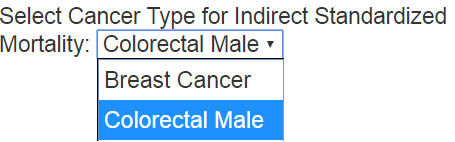 Select Cancer Type for Indirect Standardized
Mortality: Colorectal Male
Breast Cancer
Colorectal Male